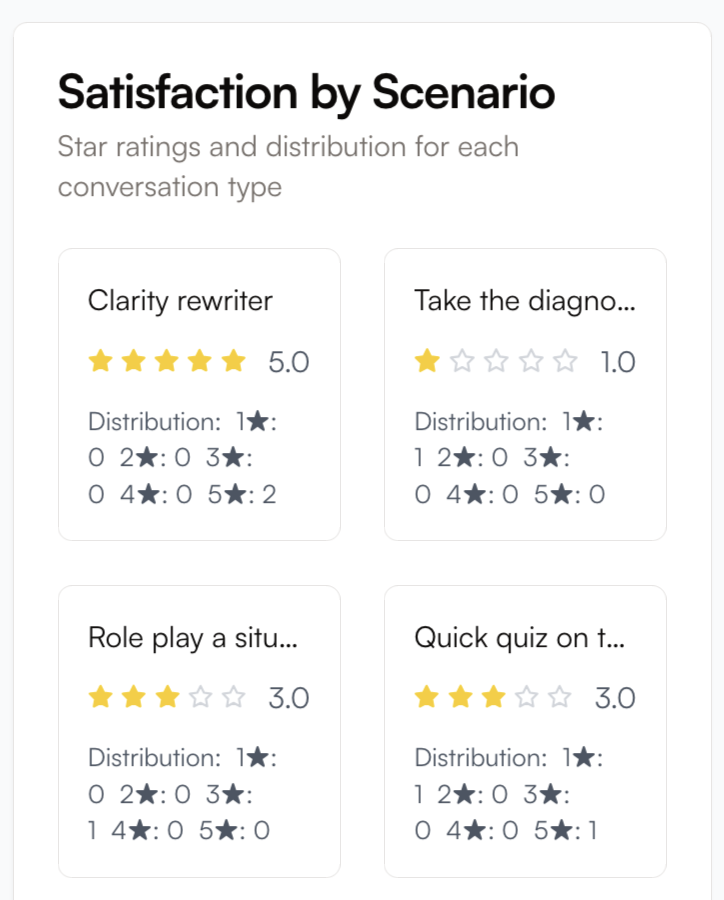 Satisfaction by Scenario
Star ratings and distribution for each
conversation type
Clarity rewriter
5.0
Distribution: 1★:
0 2★: 0 3★:
0 4★: 0 5★: 2
Take the diagno...
1.0
Distribution: 1★:
1 2★: 0 3★:
0 4★: 0 5★: 0
Role play a situ...
3.0
Distribution: 1★:
0 2★: 0 3★:
1 4★: 0 5★: 0
Quick quiz on t...
3.0
Distribution: 1★:
1 2★: 0 3★:
0 4★: 0 5★: 1